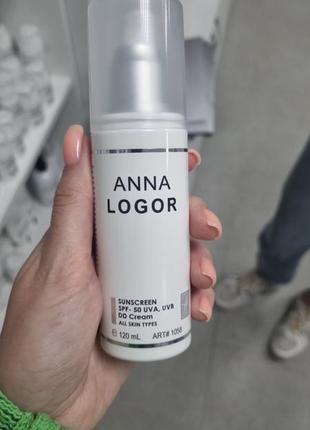 ANNA
LOGOR
SUNSCREEN
SPF- 50 UVA, UVB
DD Cream
ALL SKIN TYPES
℮ 120 mL ART# 1058